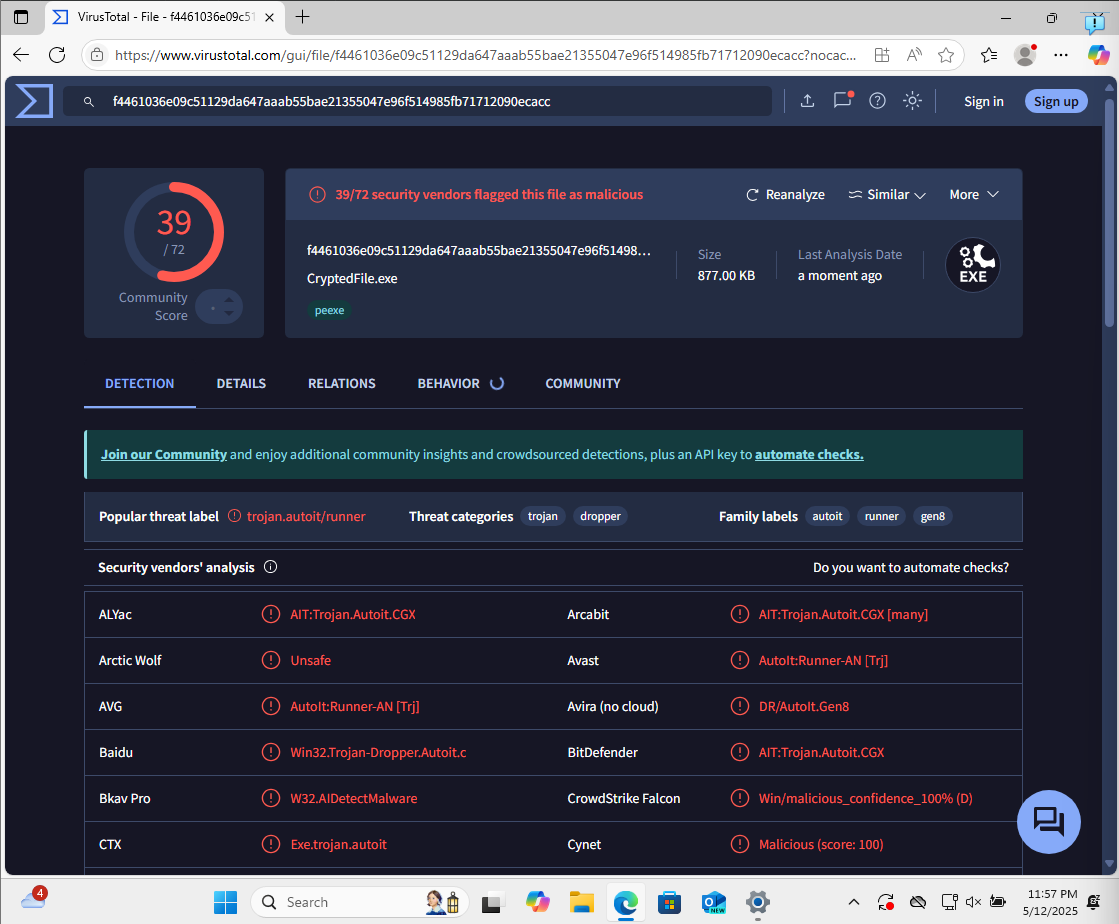 VirusTotal - File - f4461036e09c51
https://www.virustotal.com/gui/file/f4461036e09c51129da647aaab55bae21355047e96f514985fb71712090ecacc?nocac...
f4461036e09c51129da647aaab55bae21355047e96f514985fb71712090ecacc
Sign in
Sign up
39
/ 72
Community
Score
39/72 security vendors flagged this file as malicious
Reanalyze
Similar
More
f4461036e09c51129da647aaab55bae21355047e96f51498...
CryptedFile.exe
peexe
Size
877.00 KB
Last Analysis Date
a moment ago
EXE
DETECTION
DETAILS
RELATIONS
BEHAVIOR
COMMUNITY
Join our Community and enjoy additional community insights and crowdsourced detections, plus an API key to automate checks.
Popular threat label trojan.autoit/runner Threat categories trojan dropper Family labels autoit runner gen8
Security vendors' analysis Do you want to automate checks?
ALYac AIT:Trojan.Autoit.CGX Arcabit AIT:Trojan.Autoit.CGX [many]
Arctic Wolf Unsafe Avast AutoIt:Runner-AN [Trj]
AVG AutoIt:Runner-AN [Trj] Avira (no cloud) DR/AutoIt.Gen8
Baidu Win32.Trojan-Dropper.Autoit.c BitDefender AIT:Trojan.Autoit.CGX
Bkav Pro W32.AIDetectMalware CrowdStrike Falcon Win/malicious_confidence_100% (D)
CTX Exe.trojan.autoit Cynet Malicious (score: 100)
4
Search
NEW
11:57 PM
5/12/2025